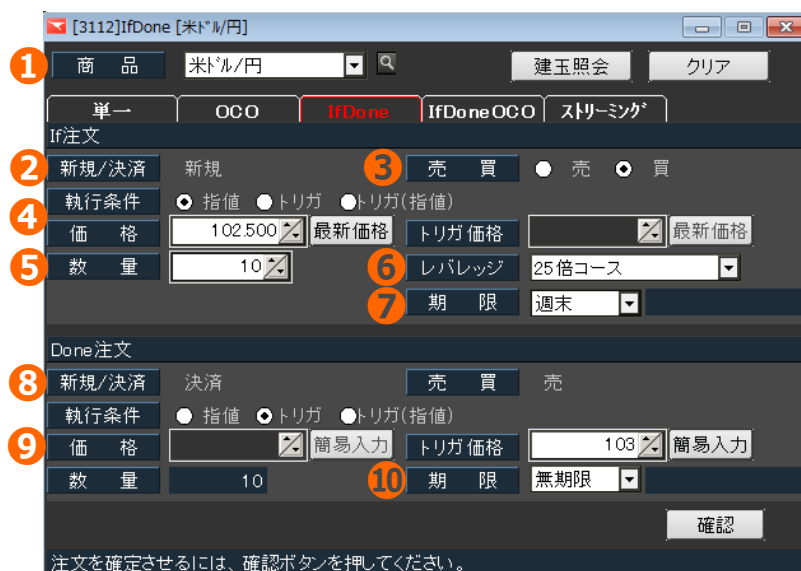 [3112]IfDone [米ﾄﾞﾙ/円]
1 商 品 米ﾄﾞﾙ/円 建玉照会 クリア
単一 OCO IfDone IfDoneOCO ｽﾄﾘｰﾐﾝｸﾞ
If注文
2 新規/決済 新規 3 売 買 売 買
執行条件 指値 トリガ トリガ(指値)
4 価 格 102.500 最新価格 トリガ価格 最新価格
5 数 量 10 6 レバレッジ 25倍コース
7 期 限 週末
Done注文
8 新規/決済 決済 売 買 売
執行条件 指値 トリガ トリガ(指値)
9 価 格 簡易入力 トリガ価格 103 簡易入力
数 量 10 10 期 限 無期限
確認
注文を確定させるには、確認ボタンを押してください。